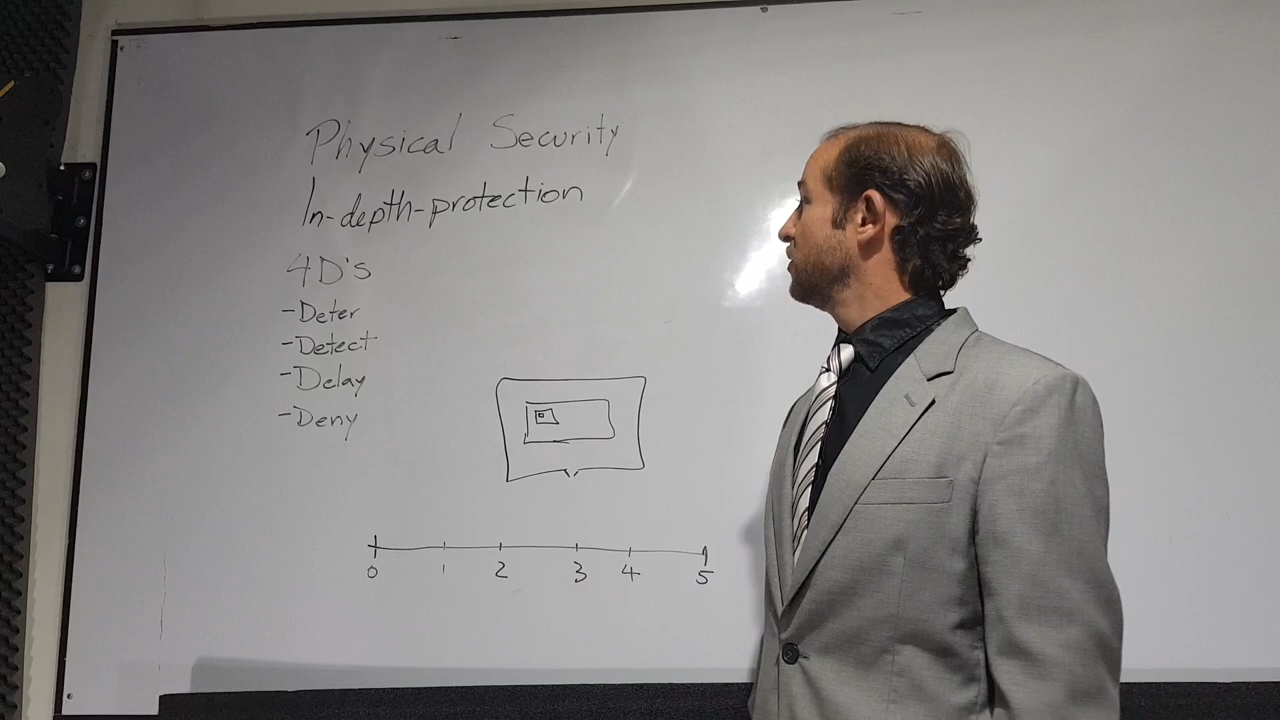 Physical Security
In-depth-protection
4D's
-Deter
-Detect
-Delay
-Deny
0 1 2 3 4 5